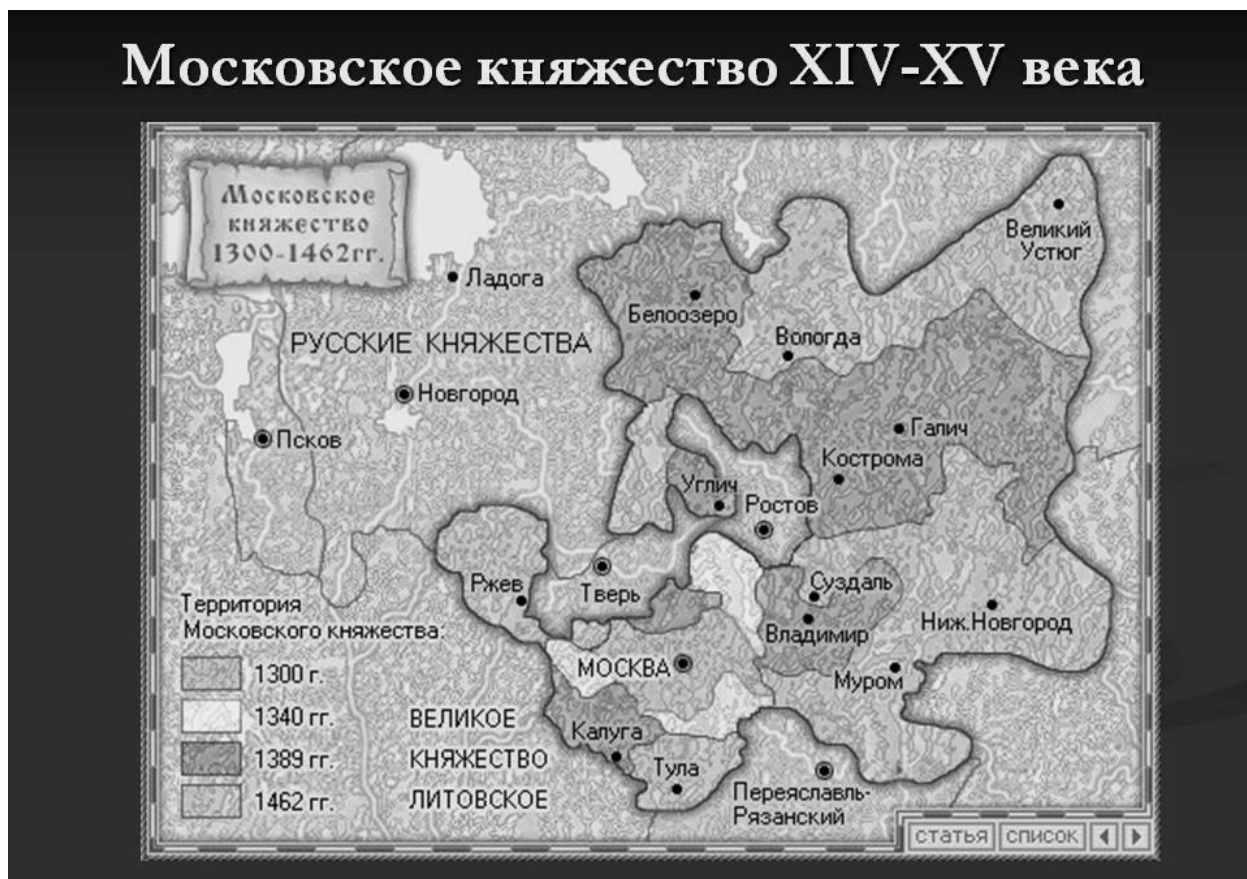 Московское княжество XIV-XV века
Московское
княжество
1300-1462гг.
Ладога
РУССКИЕ КНЯЖЕСТВА
Новгород
Псков
Белоозеро
Вологда
Великий
Устюг
Галич
Кострома
Углич
Ростов
Ржев
Тверь
Суздаль
Владимир
Ниж.Новгород
МОСКВА
Муром
Калуга
Тула
Переяславль-
Рязанский
Территория
Московского княжества:
1300 г.
1340 гг.
1389 гг.
1462 гг.
ВЕЛИКОЕ
КНЯЖЕСТВО
ЛИТОВСКОЕ
статья список